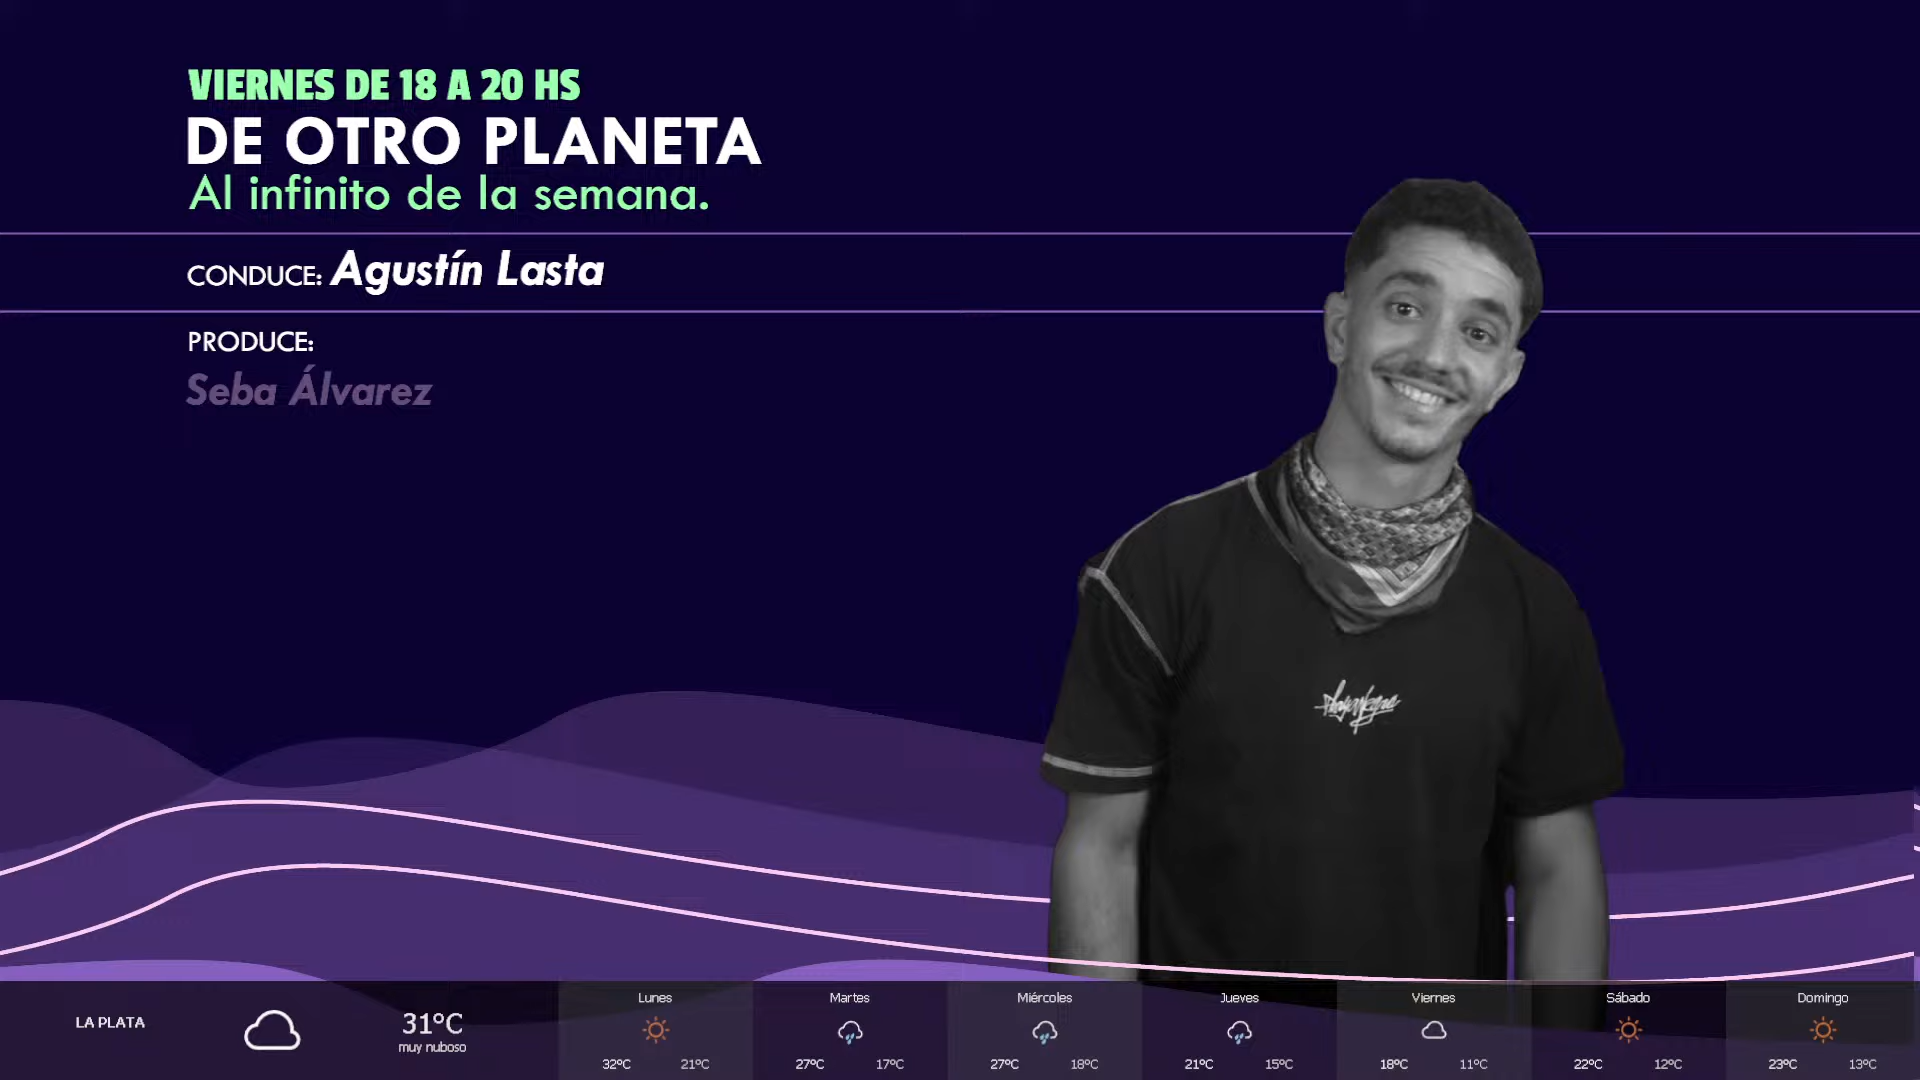 VIERNES DE 18 A 20 HS
DE OTRO PLANETA
Al infinito de la semana.
CONDUCE: Agustín Lasta
PRODUCE:
Seba Álvarez
LA PLATA
31°C
muy nuboso
Lunes
32°C 21°C
Martes
27°C 17°C
Miércoles
27°C 18°C
Jueves
21°C 15°C
Viernes
18°C 11°C
Sábado
22°C 12°C
Domingo
23°C 13°C